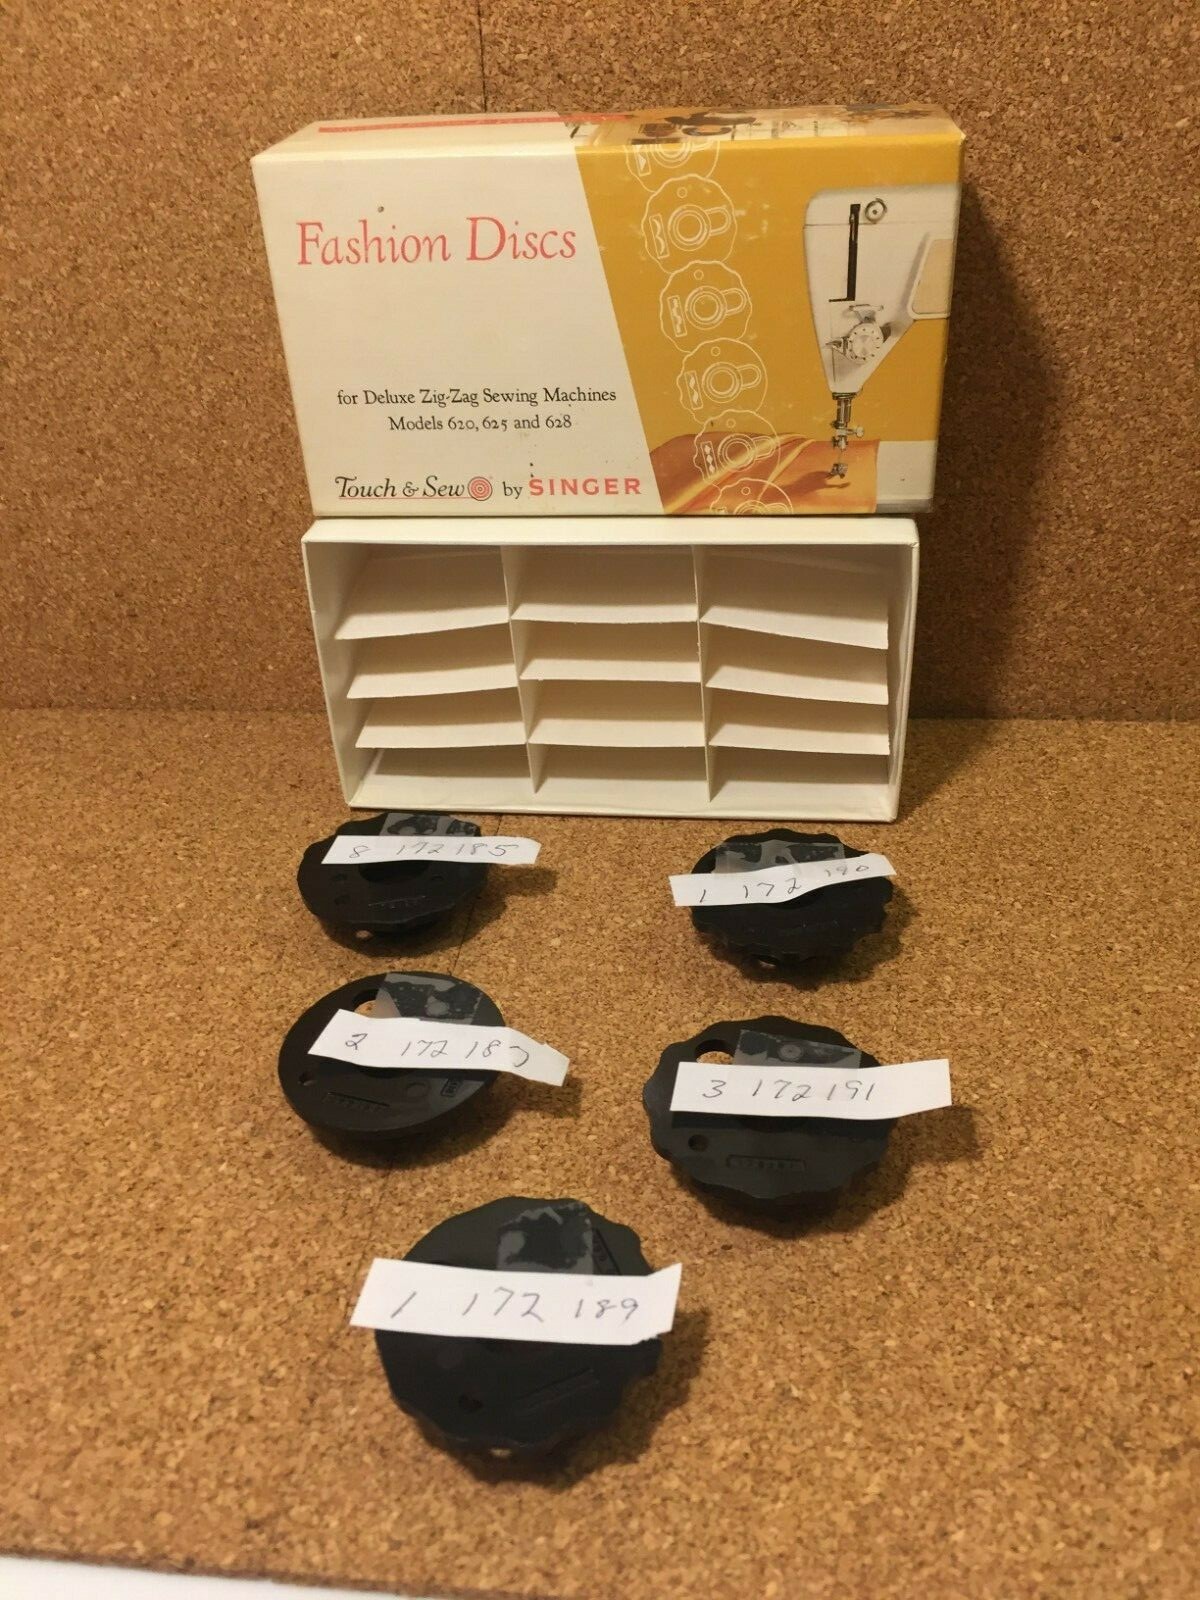 Fashion Discs
for Deluxe Zig-Zag Sewing Machines
Models 620, 625 and 628
Touch & Sew by SINGER
8 172185
1 172 190
2 172
3 172191
1 172 189